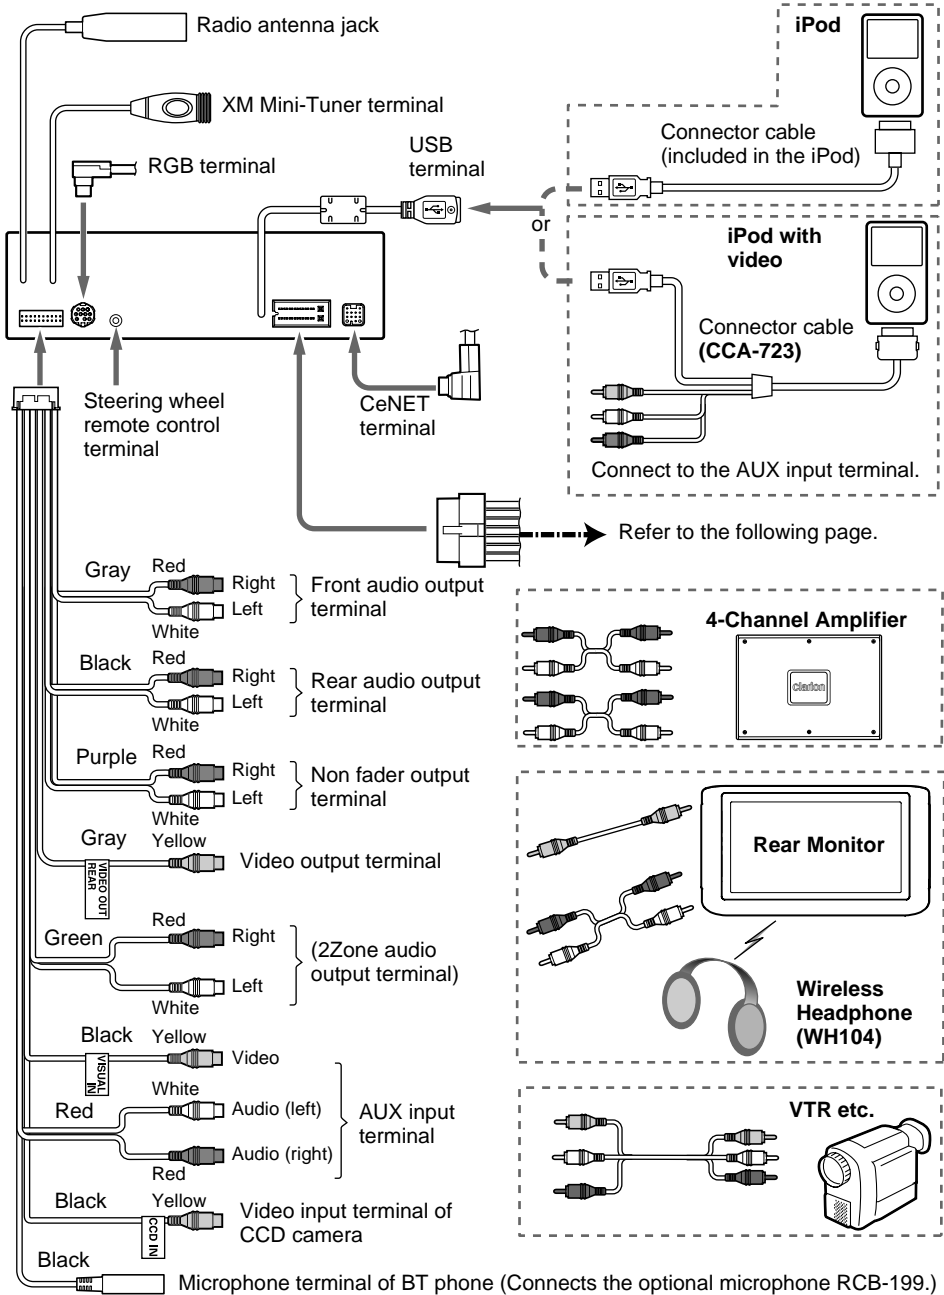 Radio antenna jack
iPod
XM Mini-Tuner terminal
Connector cable
(included in the iPod)
RGB terminal
USB
terminal
or
iPod with
video
Connector cable
(CCA-723)
Steering wheel
remote control
terminal
CeNET
terminal
Connect to the AUX input terminal.
Refer to the following page.
Gray
Red
Right
Left
White
Front audio output
terminal
4-Channel Amplifier
clarion
Black
Red
Right
Left
White
Rear audio output
terminal
Purple
Red
Right
Left
White
Non fader output
terminal
Gray
Yellow
VIDEO OUT
REAR
Video output terminal
Rear Monitor
Green
Red
Right
Left
White
(2Zone audio
output terminal)
Wireless
Headphone
(WH104)
Black
Yellow
VISUAL
IN
Video
White
Red
Audio (left)
Audio (right)
Red
AUX input
terminal
VTR etc.
Black
Yellow
CCD IN
Video input terminal of
CCD camera
Black
Microphone terminal of BT phone (Connects the optional microphone RCB-199.)